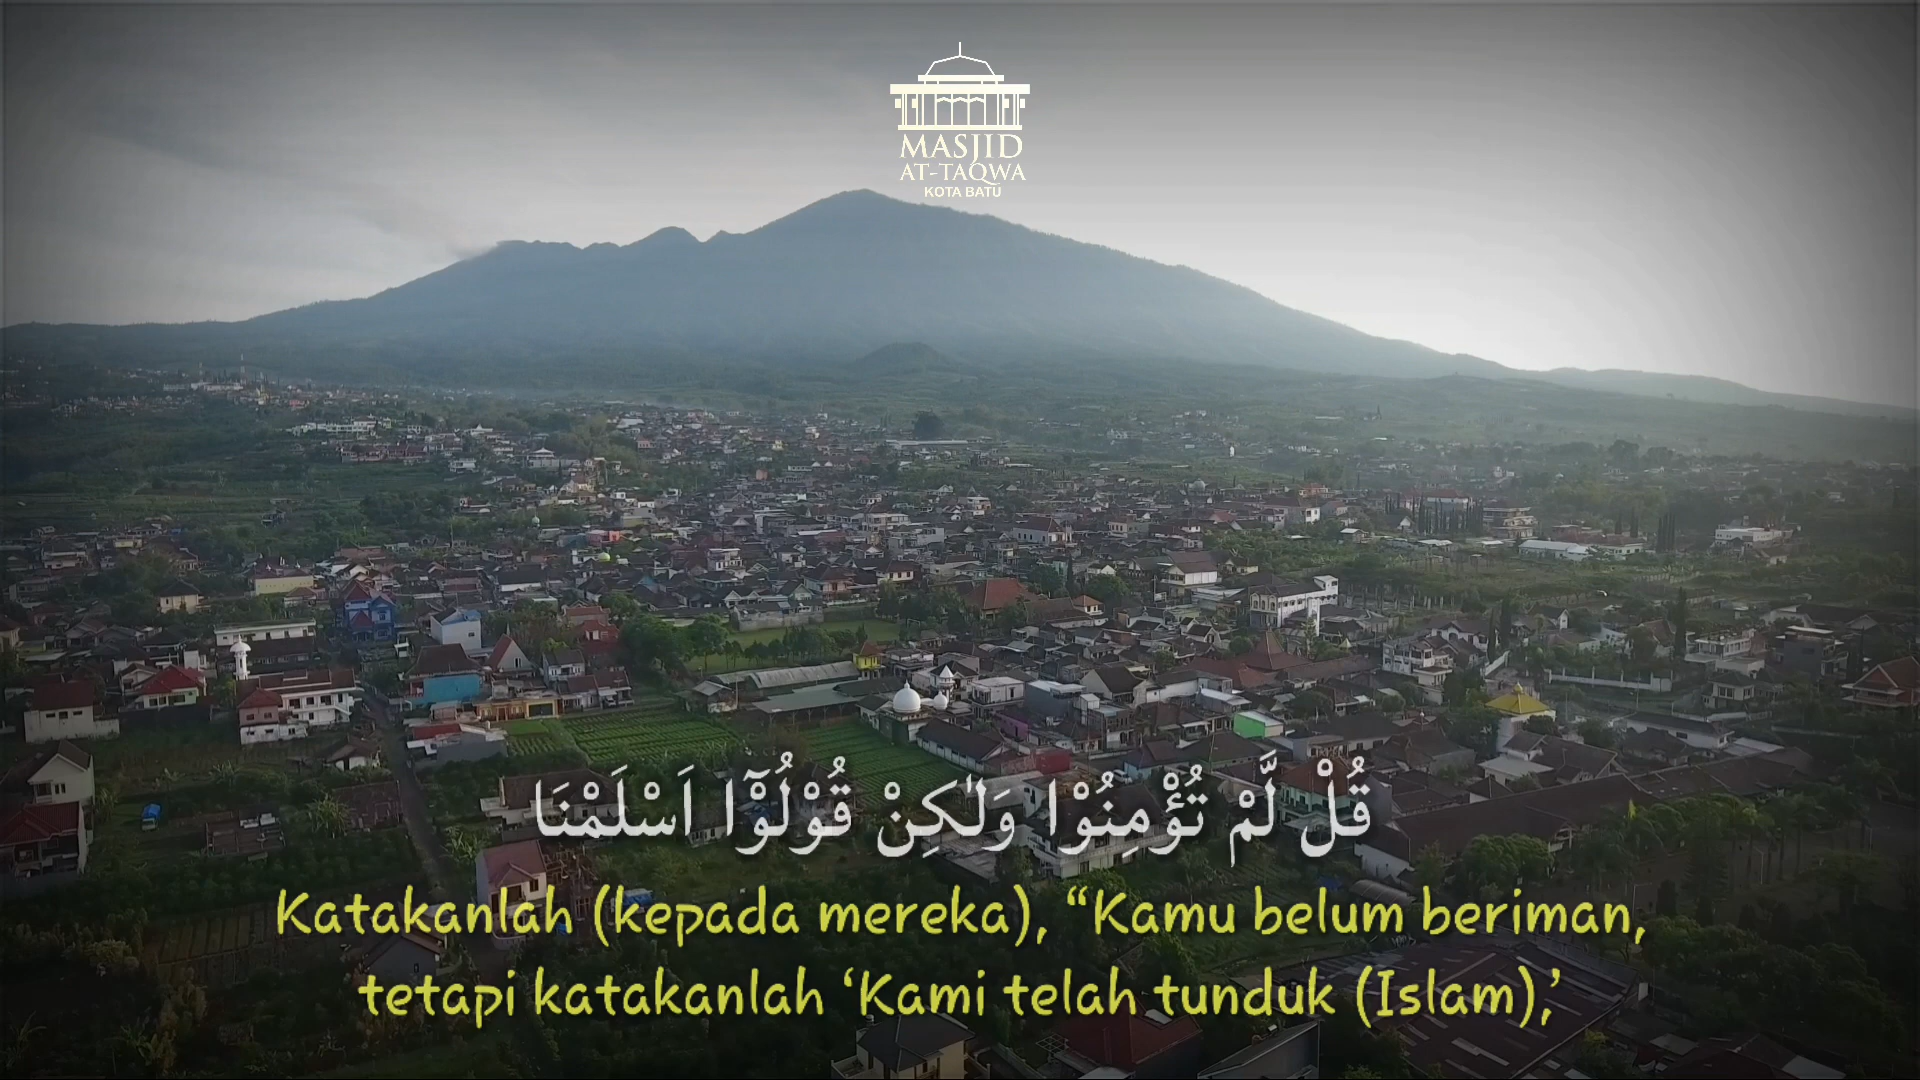 MASJID
AT-TAQWA
KOTA BATU
قُلْ لَّمْ تُؤْمِنُوْا وَلٰكِنْ قُوْلُوْٓا اَسْلَمْنَا
Katakanlah (kepada mereka), “Kamu belum beriman,
tetapi katakanlah ‘Kami telah tunduk (Islam),’